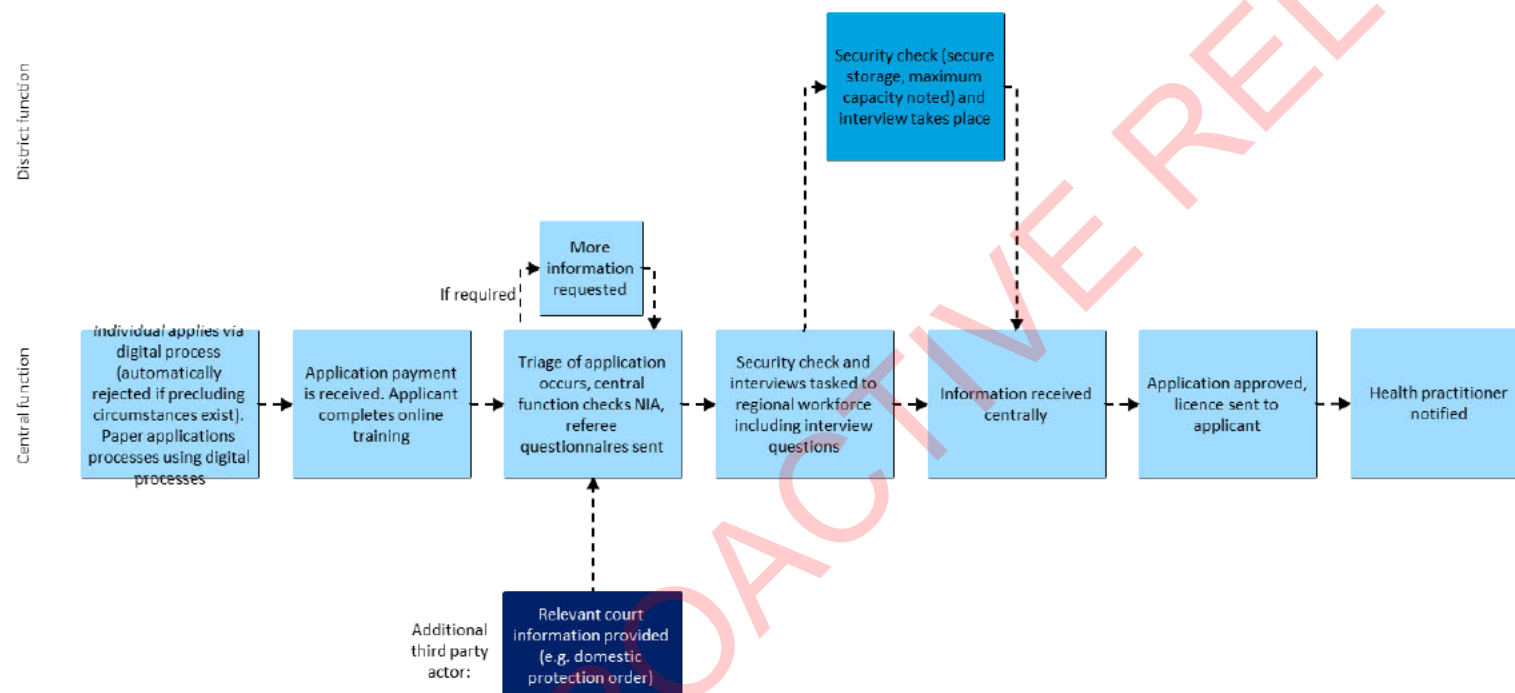 District function
Security check (secure
storage, maximum
capacity noted) and
interview takes place
If required
More
information
requested
Central function
Individual applies via
digital process
(automatically
rejected if precluding
circumstances exist).
Paper applications
processes using digital
processes
Application payment
is received. Applicant
completes online
training
Triage of application
occurs, central
function checks NIA,
referee
questionnaires sent
Security check and
interviews tasked to
regional workforce
including interview
questions
Information received
centrally
Application approved,
licence sent to
applicant
Health practitioner
notified
Additional
third party
actor:
Relevant court
information provided
(e.g. domestic
protection order)
OACTIVE REL